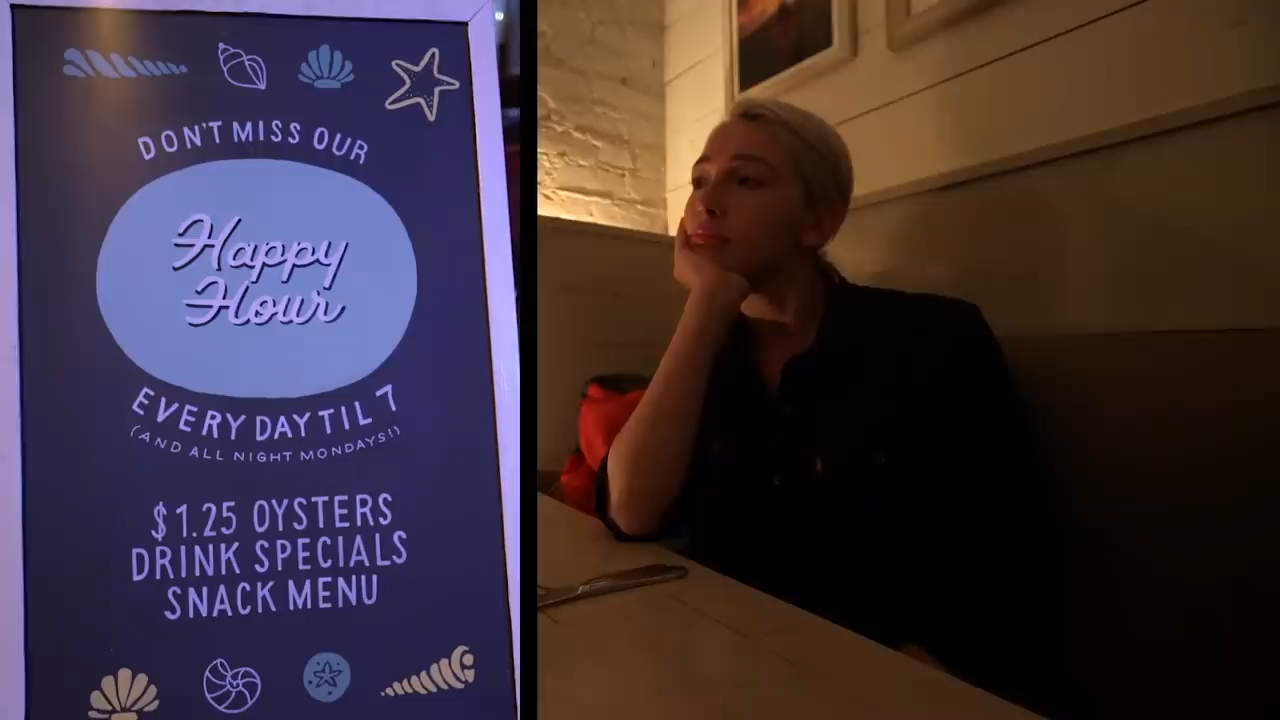 DON'T MISS OUR
Happy
Hour
EVERY DAY TIL 7
(AND ALL NIGHT MONDAYS!)
$1.25 OYSTERS
DRINK SPECIALS
SNACK MENU